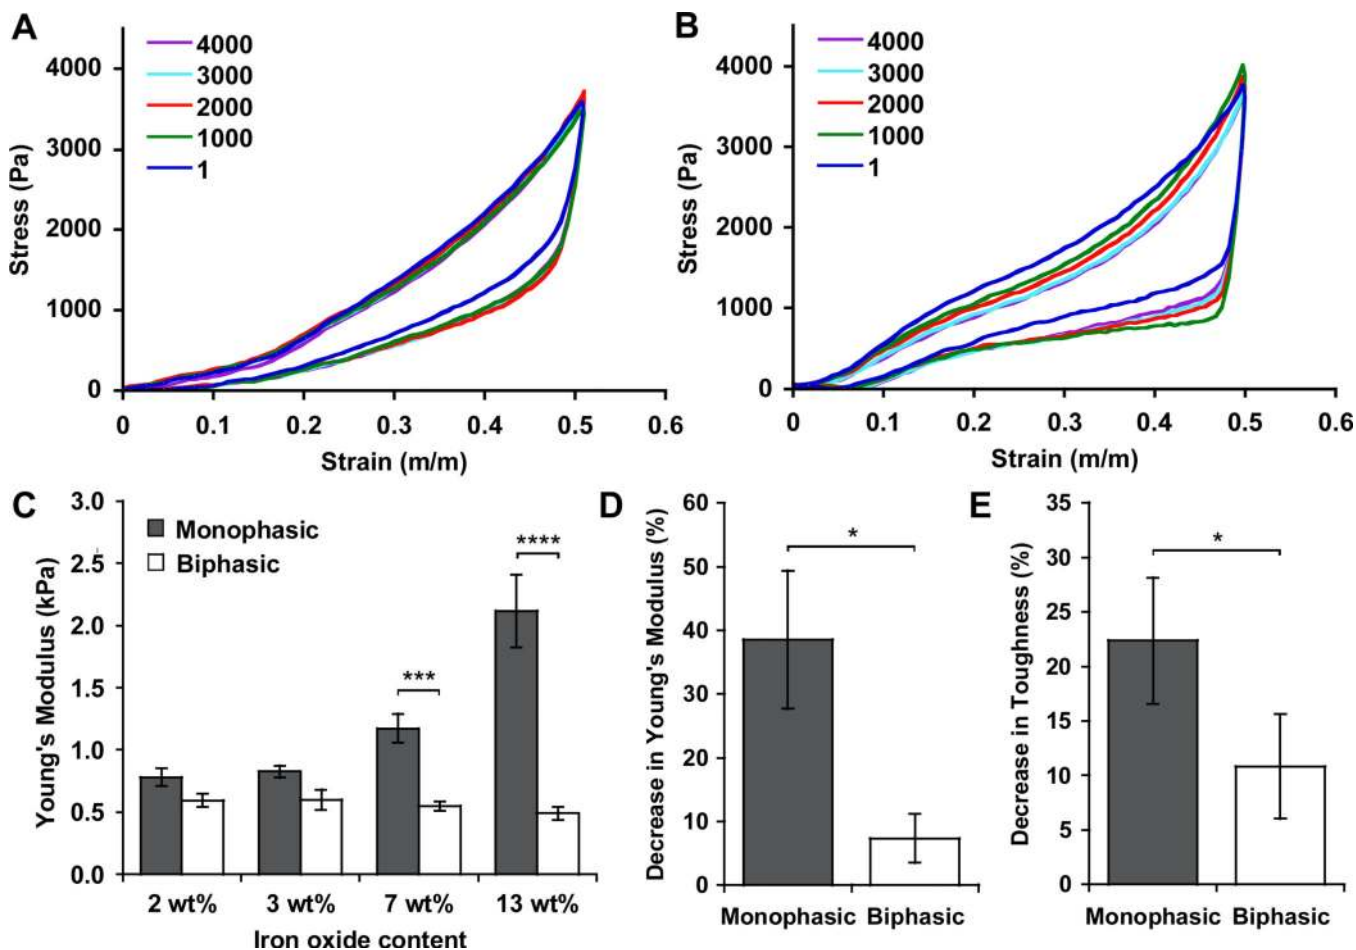 A
4000
3000
2000
1000
1
4000
3000
2000
1000
0
Stress (Pa)
0
0.1
0.2
0.3
0.4
0.5
0.6
Strain (m/m)
B
4000
3000
2000
1000
1
4000
3000
2000
1000
0
Stress (Pa)
0
0.1
0.2
0.3
0.4
0.5
0.6
Strain (m/m)
C
Monophasic
Biphasic
3.0
2.5
2.0
1.5
1.0
0.5
0.0
Young's Modulus (kPa)
***
****
2 wt%
3 wt%
7 wt%
13 wt%
Iron oxide content
D
60
50
40
30
20
10
0
Decrease in Young's Modulus (%)
*
Monophasic
Biphasic
E
35
30
25
20
15
10
5
0
Decrease in Toughness (%)
*
Monophasic
Biphasic